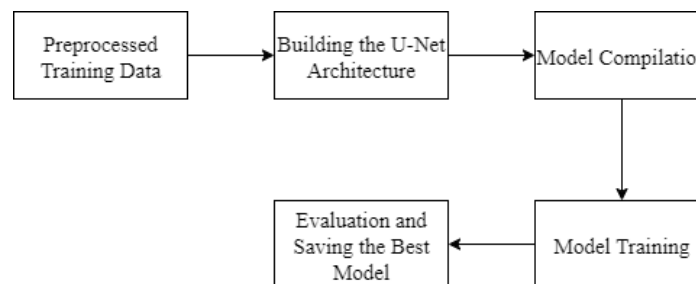 Preprocessed
Training Data
Building the U-Net
Architecture
Model Compilatio
Evaluation and
Saving the Best
Model
Model Training